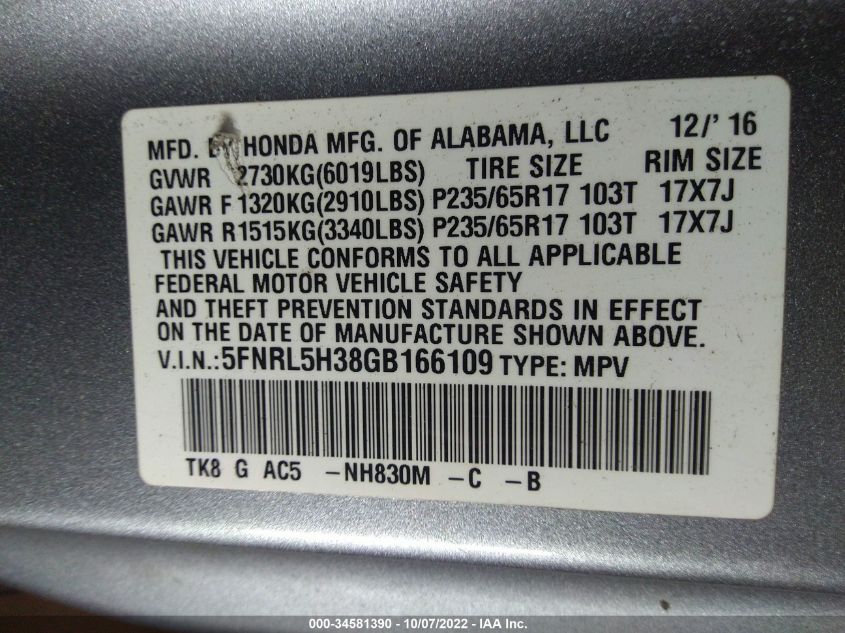 MFD. BY HONDA MFG. OF ALABAMA, LLC 12/' 16
GVWR 2730KG(6019LBS) TIRE SIZE RIM SIZE
GAWR F1320KG(2910LBS) P235/65R17 103T 17X7J
GAWR R1515KG(3340LBS) P235/65R17 103T 17X7J
THIS VEHICLE CONFORMS TO ALL APPLICABLE
FEDERAL MOTOR VEHICLE SAFETY
AND THEFT PREVENTION STANDARDS IN EFFECT
ON THE DATE OF MANUFACTURE SHOWN ABOVE.
V.I.N.:5FNRL5H38GB166109 TYPE: MPV
TK8 G AC5 -NH830M -C -B
000-34581390 - 10/07/2022 - IAA Inc.